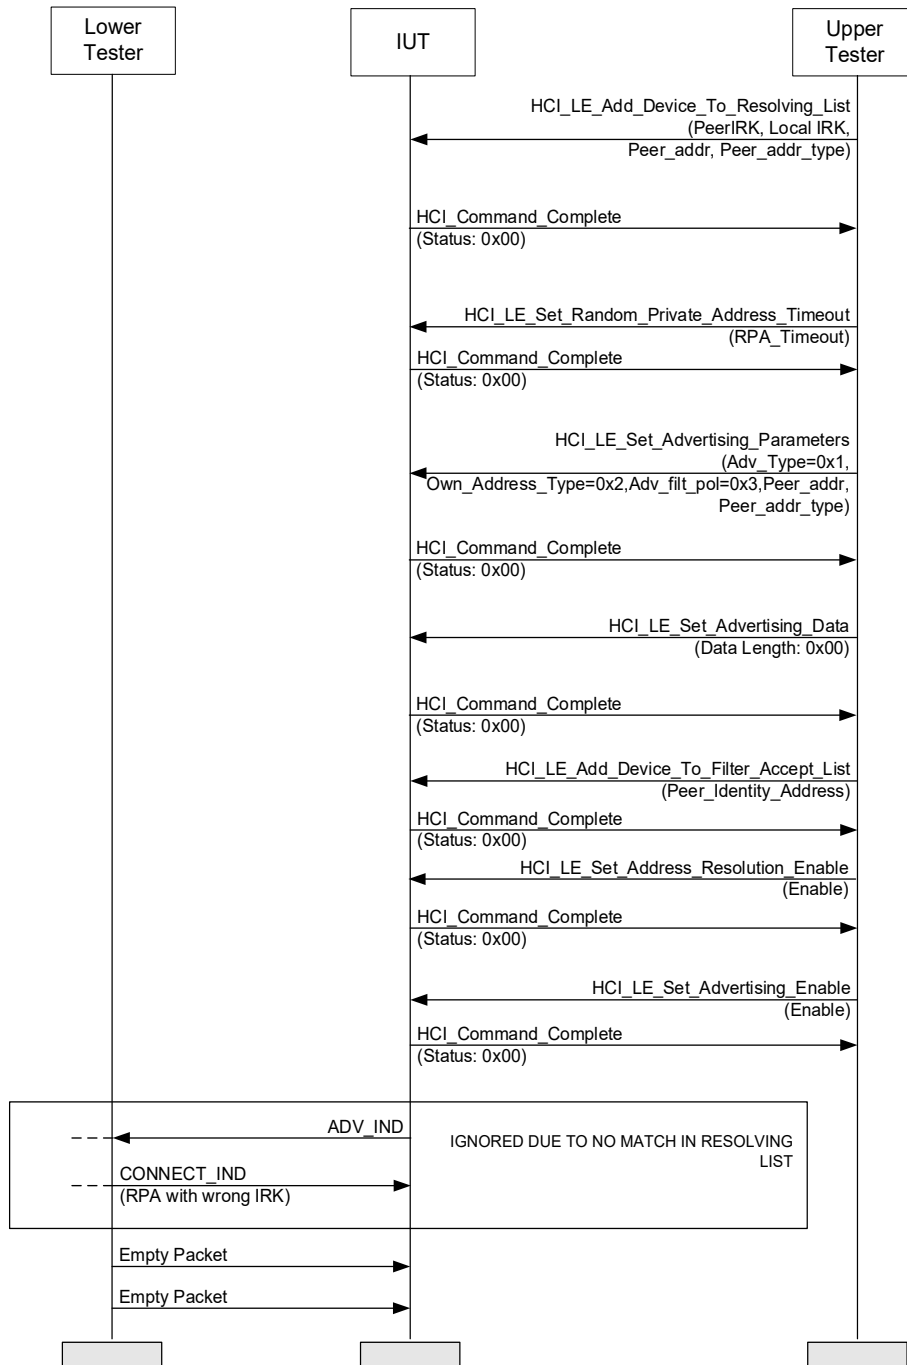 Lower
Tester
IUT
Upper
Tester
HCI_LE_Add_Device_To_Resolving_List
(PeerIRK, Local IRK,
Peer_addr, Peer_addr_type)
HCI_Command_Complete
(Status: 0x00)
HCI_LE_Set_Random_Private_Address_Timeout
(RPA_Timeout)
HCI_Command_Complete
(Status: 0x00)
HCI_LE_Set_Advertising_Parameters
(Adv_Type=0x1,
Own_Address_Type=0x2,Adv_filt_pol=0x3,Peer_addr,
Peer_addr_type)
HCI_Command_Complete
(Status: 0x00)
HCI_LE_Set_Advertising_Data
(Data Length: 0x00)
HCI_Command_Complete
(Status: 0x00)
HCI_LE_Add_Device_To_Filter_Accept_List
(Peer_Identity_Address)
HCI_Command_Complete
(Status: 0x00)
HCI_LE_Set_Address_Resolution_Enable
(Enable)
HCI_Command_Complete
(Status: 0x00)
HCI_LE_Set_Advertising_Enable
(Enable)
HCI_Command_Complete
(Status: 0x00)
ADV_IND
IGNORED DUE TO NO MATCH IN RESOLVING
LIST
CONNECT_IND
(RPA with wrong IRK)
Empty Packet
Empty Packet